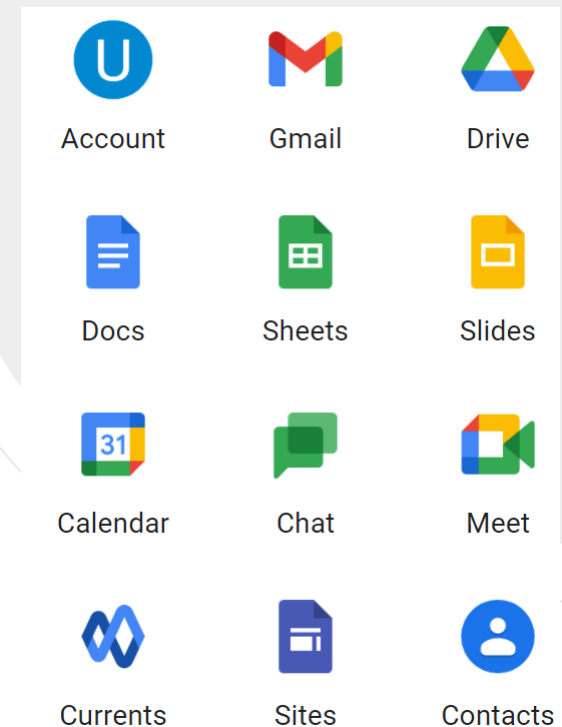 U
Account Gmail Drive
Docs Sheets Slides
31
Calendar Chat Meet
Currents Sites Contacts